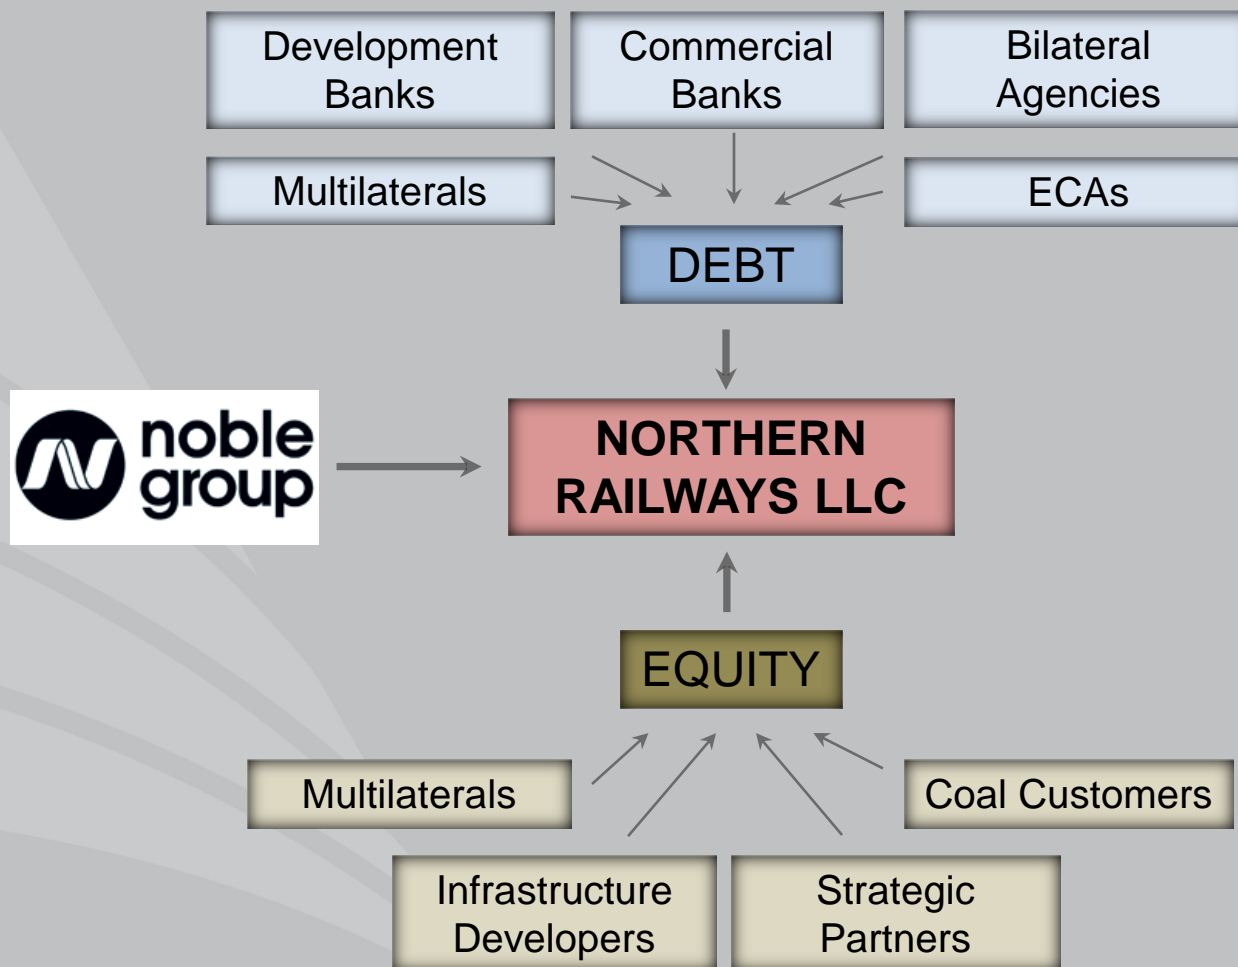 Development
Banks
Commercial
Banks
Bilateral
Agencies
Multilaterals
ECAs
DEBT
noble
group
NORTHERN
RAILWAYS LLC
EQUITY
Multilaterals
Coal Customers
Infrastructure
Developers
Strategic
Partners